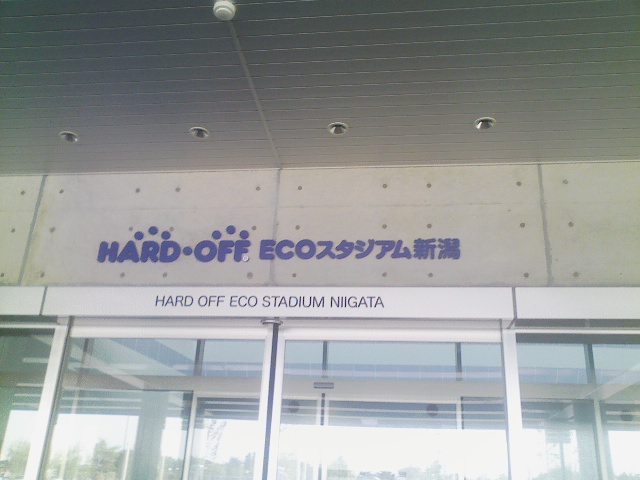 HARD・OFF ECOスタジアム新潟
HARD OFF ECO STADIUM NIIGATA